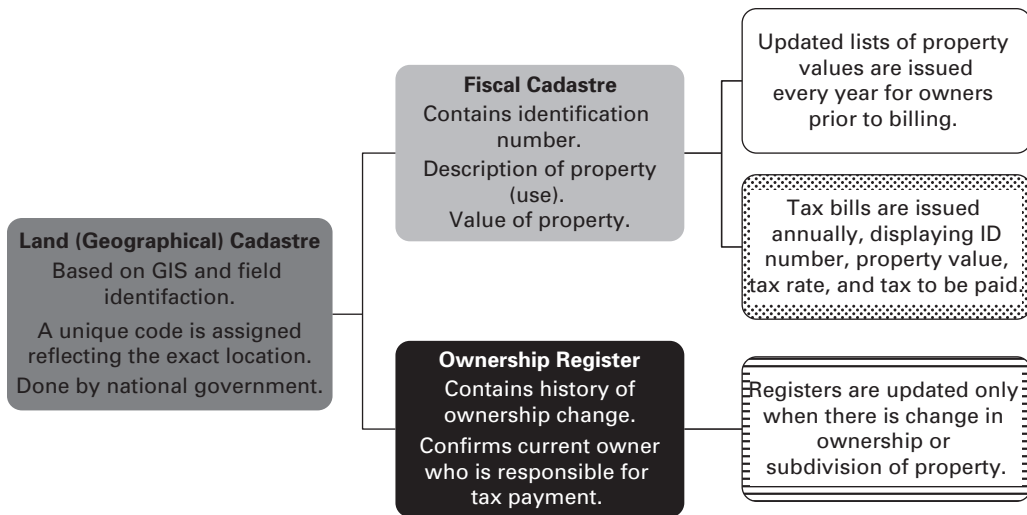 Land (Geographical) Cadastre
Based on GIS and field
identifaction.
A unique code is assigned
reflecting the exact location.
Done by national government.
Fiscal Cadastre
Contains identification
number.
Description of property
(use).
Value of property.
Updated lists of property
values are issued
every year for owners
prior to billing.
Tax bills are issued
annually, displaying ID
number, property value,
tax rate, and tax to be paid.
Ownership Register
Contains history of
ownership change.
Confirms current owner
who is responsible for
tax payment.
Registers are updated only
when there is change in
ownership or
subdivision of property.